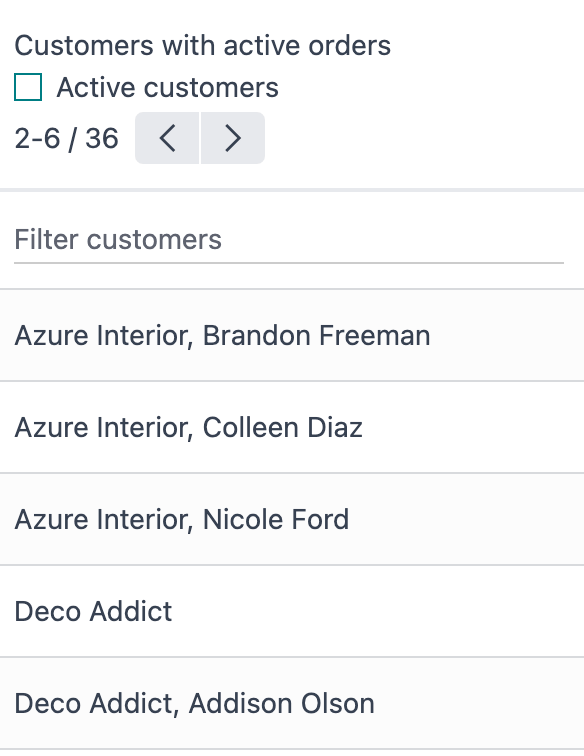 Customers with active orders
Active customers
2-6 / 36
Filter customers
Azure Interior, Brandon Freeman
Azure Interior, Colleen Diaz
Azure Interior, Nicole Ford
Deco Addict
Deco Addict, Addison Olson